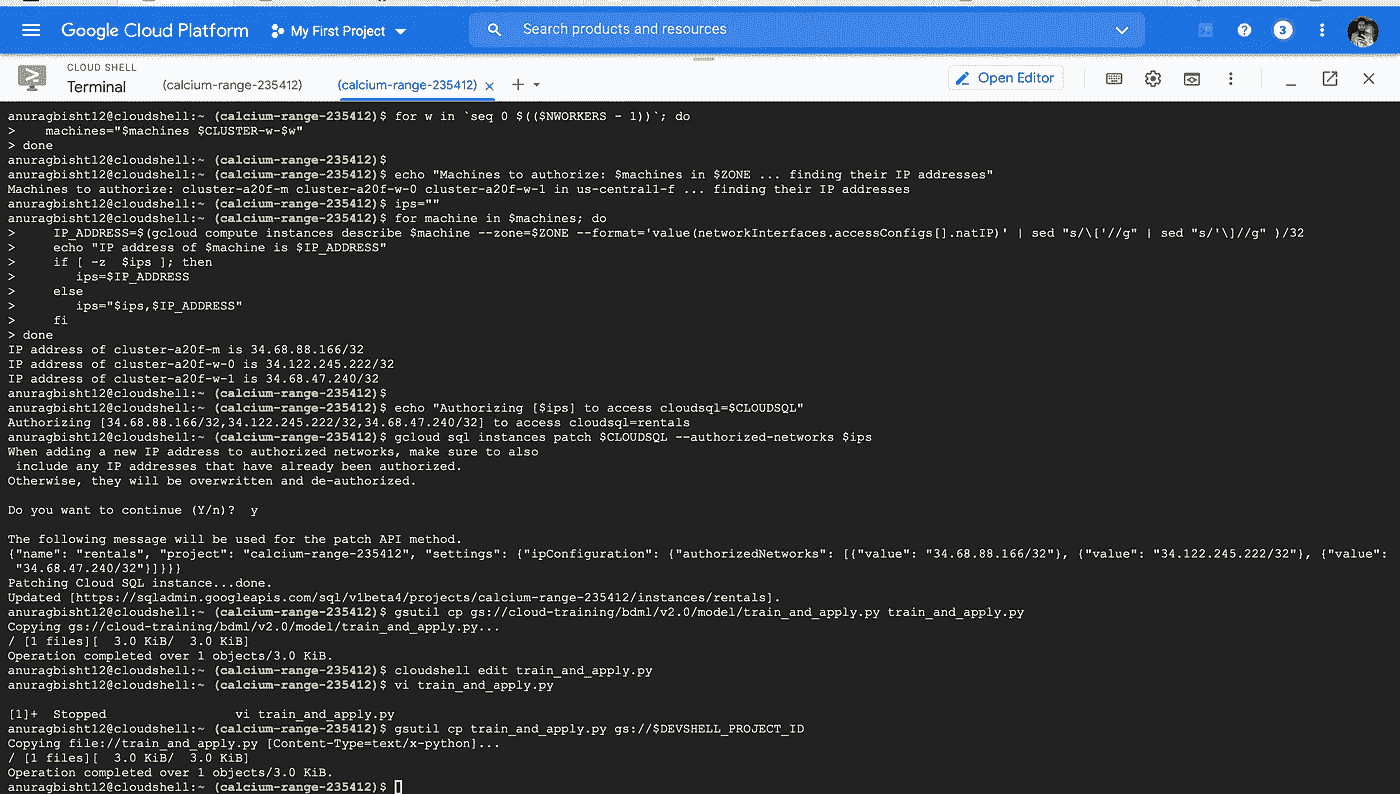 Google Cloud Platform
My First Project
Search products and resources
3
CLOUD SHELL
Terminal
(calcium-range-235412)
(calcium-range-235412)
Open Editor
anuragbisht12@cloudshell:~ (calcium-range-235412)$ for w in `seq 0 $(($NWORKERS - 1))`; do
>    machines="$machines $CLUSTER-w-$w"
> done
anuragbisht12@cloudshell:~ (calcium-range-235412)$
anuragbisht12@cloudshell:~ (calcium-range-235412)$ echo "Machines to authorize: $machines in $ZONE ... finding their IP addresses"
Machines to authorize: cluster-a20f-m cluster-a20f-w-0 cluster-a20f-w-1 in us-central1-f ... finding their IP addresses
anuragbisht12@cloudshell:~ (calcium-range-235412)$ ips=""
anuragbisht12@cloudshell:~ (calcium-range-235412)$ for machine in $machines; do
>     IP_ADDRESS=$(gcloud compute instances describe $machine --zone=$ZONE --format='value(networkInterfaces.accessConfigs[].natIP)' | sed "s/\['//g" | sed "s/'\]//g" )/32
>     echo "IP address of $machine is $IP_ADDRESS"
>     if [ -z  $ips ]; then
>        ips=$IP_ADDRESS
>     else
>        ips="$ips,$IP_ADDRESS"
>     fi
> done
IP address of cluster-a20f-m is 34.68.88.166/32
IP address of cluster-a20f-w-0 is 34.122.245.222/32
IP address of cluster-a20f-w-1 is 34.68.47.240/32
anuragbisht12@cloudshell:~ (calcium-range-235412)$
anuragbisht12@cloudshell:~ (calcium-range-235412)$ echo "Authorizing [$ips] to access cloudsql=$CLOUDSQL"
Authorizing [34.68.88.166/32,34.122.245.222/32,34.68.47.240/32] to access cloudsql=rentals
anuragbisht12@cloudshell:~ (calcium-range-235412)$ gcloud sql instances patch $CLOUDSQL --authorized-networks $ips
When adding a new IP address to authorized networks, make sure to also
 include any IP addresses that have already been authorized.
Otherwise, they will be overwritten and de-authorized.
Do you want to continue (Y/n)?  y
The following message will be used for the patch API method.
{"name": "rentals", "project": "calcium-range-235412", "settings": {"ipConfiguration": {"authorizedNetworks": [{"value": "34.68.88.166/32"}, {"value": "34.122.245.222/32"}, {"value":
 "34.68.47.240/32"}]}}}
Patching Cloud SQL instance...done.
Updated [https://sqladmin.googleapis.com/sql/v1beta4/projects/calcium-range-235412/instances/rentals].
anuragbisht12@cloudshell:~ (calcium-range-235412)$ gsutil cp gs://cloud-training/bdml/v2.0/model/train_and_apply.py train_and_apply.py
Copying gs://cloud-training/bdml/v2.0/model/train_and_apply.py...
/ [1 files][  3.0 KiB/  3.0 KiB]
Operation completed over 1 objects/3.0 KiB.
anuragbisht12@cloudshell:~ (calcium-range-235412)$ cloudshell edit train_and_apply.py
anuragbisht12@cloudshell:~ (calcium-range-235412)$ vi train_and_apply.py
[1]+  Stopped                 vi train_and_apply.py
anuragbisht12@cloudshell:~ (calcium-range-235412)$ gsutil cp train_and_apply.py gs://$DEVSHELL_PROJECT_ID
Copying file://train_and_apply.py [Content-Type=text/x-python]...
/ [1 files][  3.0 KiB/  3.0 KiB]
Operation completed over 1 objects/3.0 KiB.
anuragbisht12@cloudshell:~ (calcium-range-235412)$